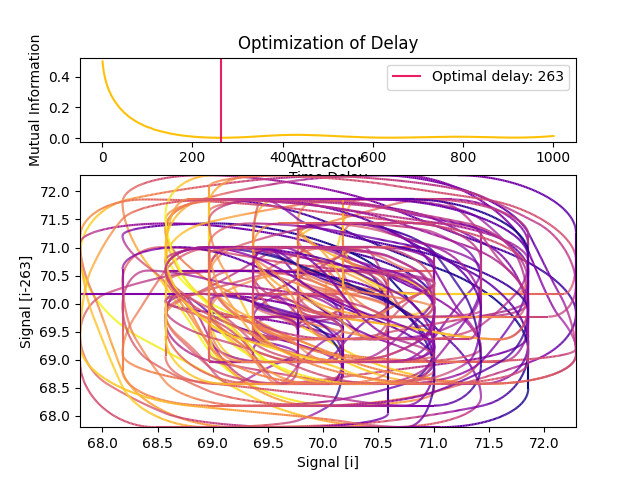 Optimization of Delay
Mutual Information
0.4
0.2
0.0
Optimal delay: 263
0 200 400 600 800 1000
Time Delay
Attractor
Signal [i-263]
72.0
71.5
71.0
70.5
70.0
69.5
69.0
68.5
68.0
68.0 68.5 69.0 69.5 70.0 70.5 71.0 71.5 72.0
Signal [i]